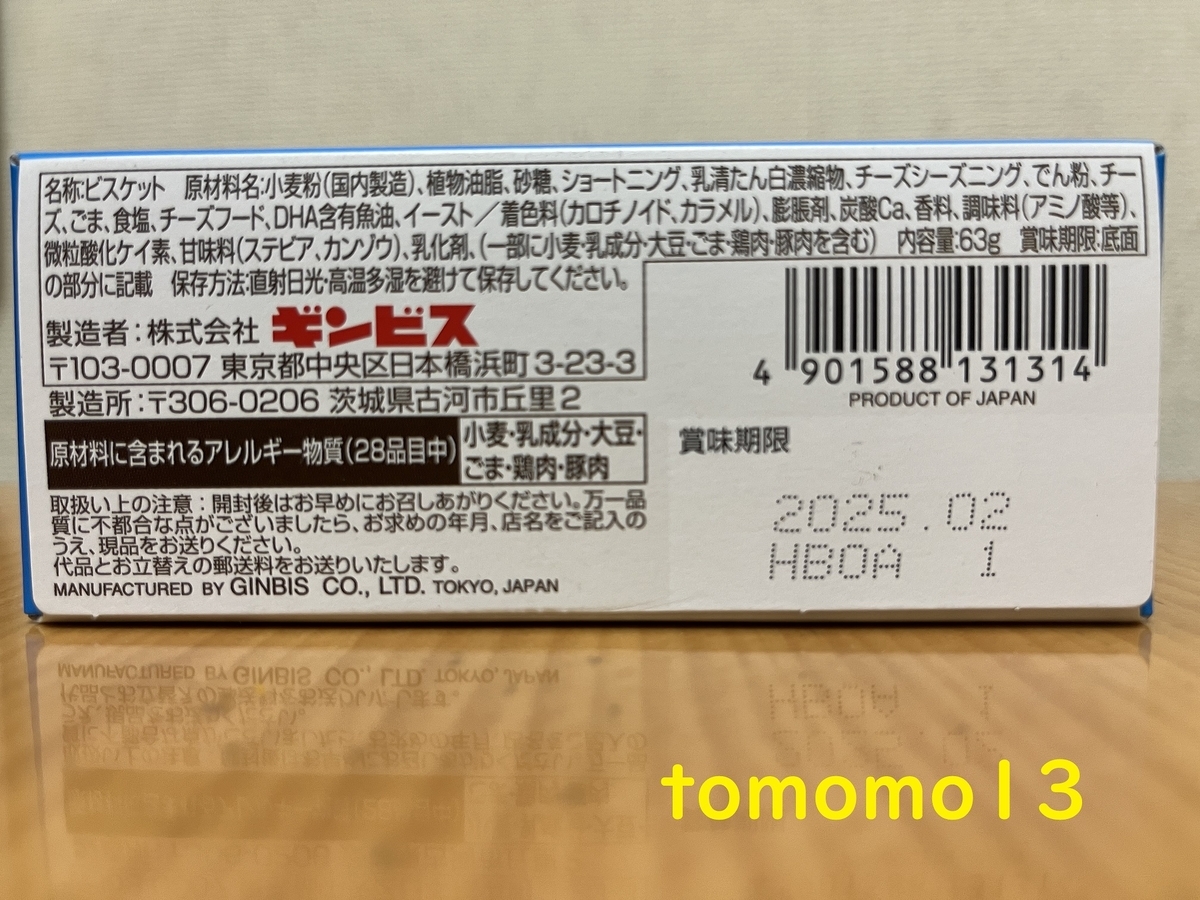 名称:ビスケット 原材料名:小麦粉(国内製造)、植物油脂、砂糖、ショートニング、乳清たん白濃縮物、チーズシーズニング、でん粉、チー
ズ、ごま、食塩、チーズフード、DHA含有魚油、イースト／着色料(カロチノイド、カラメル)、膨脹剤、炭酸Ca、香料、調味料(アミノ酸等)、
微粒酸化ケイ素、甘味料(ステビア、カンゾウ)、乳化剤、(一部に小麦・乳成分・大豆・ごま・鶏肉・豚肉を含む) 内容量:63g 賞味期限:底面
の部分に記載 保存方法:直射日光・高温多湿を避けて保存してください。
製造者:株式会社 ギンビス
〒103-0007 東京都中央区日本橋浜町3-23-3
製造所:〒306-0206 茨城県古河市丘里2
原材料に含まれるアレルギー物質(28品目中)
小麦・乳成分・大豆・
ごま・鶏肉・豚肉
取扱い上の注意:開封後はお早めにお召しあがりください。万一品
質に不都合な点がございましたら、お求めの年月、店名をご記入の
うえ、現品をお送りください。
代品とお立替えの郵送料をお送りいたします。
MANUFACTURED BY GINBIS CO., LTD. TOKYO, JAPAN
4 901588 131314
PRODUCT OF JAPAN
賞味期限
2025.02
HBOA 1
tomomo13